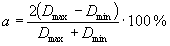 a = 2(D_max − D_min) / (D_max + D_min) · 100%